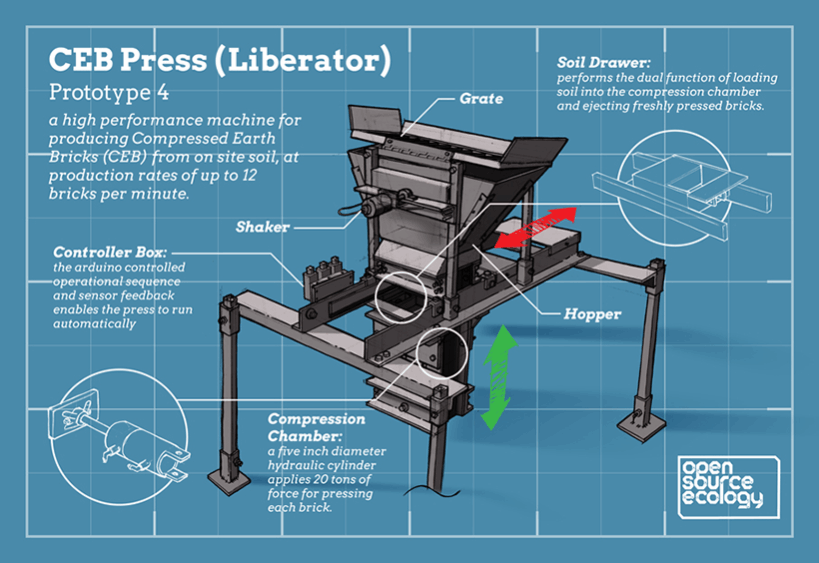 CEB Press (Liberator)
Prototype 4
a high performance machine for
producing Compressed Earth
Bricks (CEB) from on site soil, at
production rates of up to 12
bricks per minute.
Soil Drawer:
performs the dual function of loading
soil into the compression chamber
and ejecting freshly pressed bricks.
Grate
Shaker
Controller Box:
the arduino controlled
operational sequence
and sensor feedback
enables the press to run
automatically
Hopper
Compression
Chamber:
a five inch diameter
hydraulic cylinder
applies 20 tons of
force for pressing
each brick.
open
source
ecology